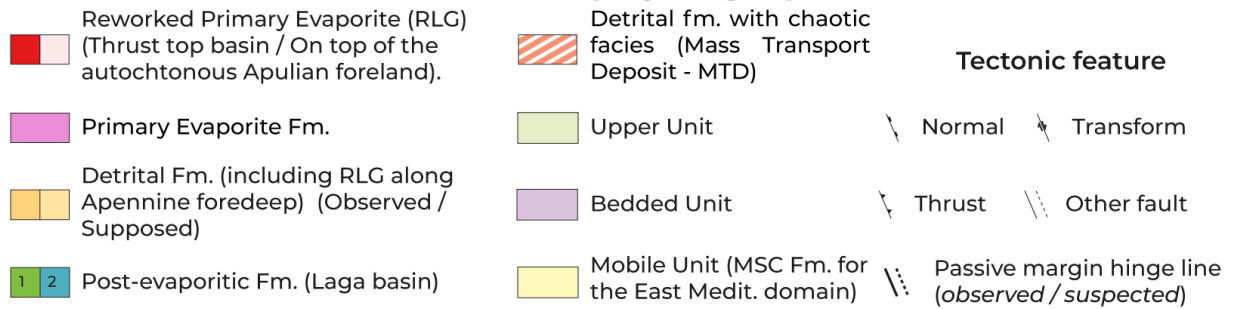 Reworked Primary Evaporite (RLG)
(Thrust top basin / On top of the
autochtonous Apulian foreland).
Primary Evaporite Fm.
Detrital Fm. (including RLG along
Apennine foredeep) (Observed /
Supposed)
1 2 Post-evaporitic Fm. (Laga basin)
Detrital fm. with chaotic
facies (Mass Transport
Deposit - MTD)
Upper Unit
Bedded Unit
Mobile Unit (MSC Fm. for
the East Medit. domain)
Tectonic feature
Normal
Transform
Thrust
Other fault
Passive margin hinge line
(observed / suspected)